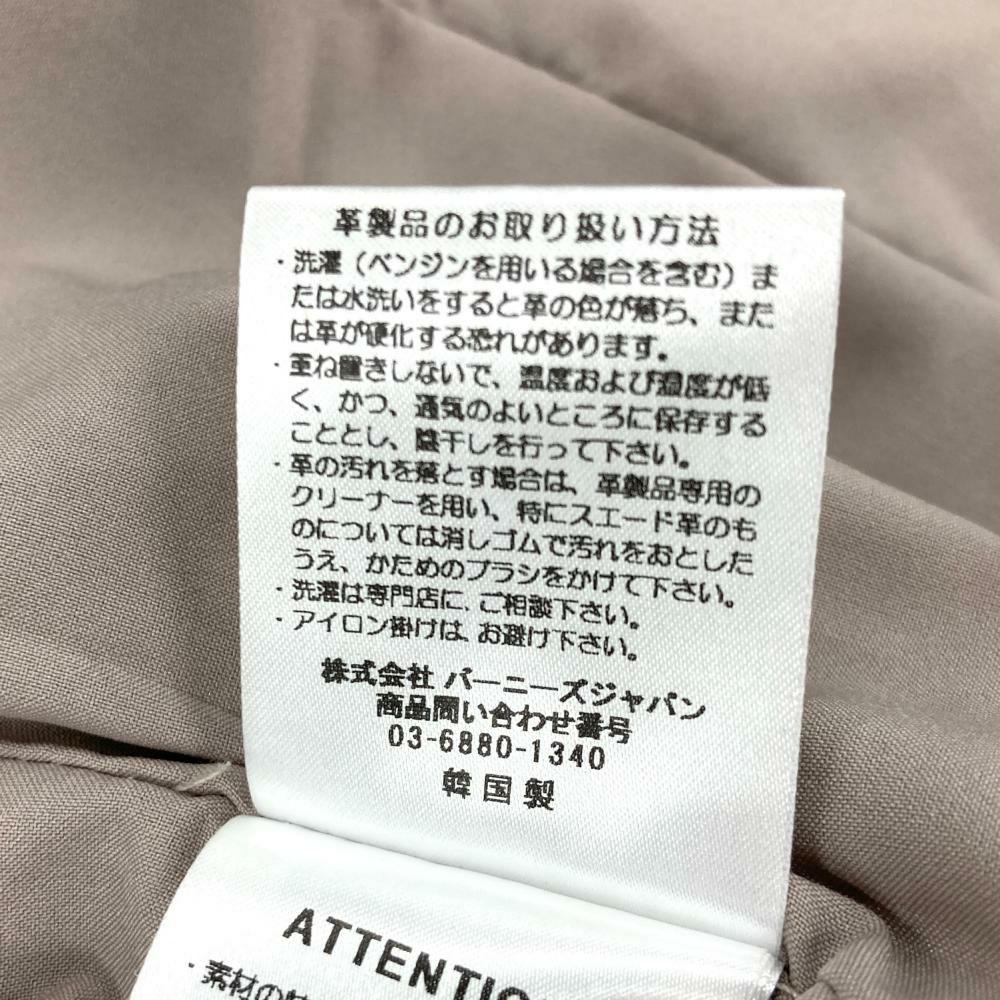 革製品のお取り扱い方法
・洗濯（ベンジンを用いる場合を含む）ま
たは水洗いをすると革の色が落ち、また
は革が硬化する恐れがあります。
・重ね置きしないで、温度および湿度が低
く、かつ、通気のよいところに保存する
こととし、陰干しを行って下さい。
・革の汚れを落とす場合は、革製品専用の
クリーナーを用い、特にスエード革のも
のについては消しゴムで汚れをおとした
うえ、かためのブラシをかけて下さい。
・洗濯は専門店に、ご相談下さい。
・アイロン掛けは、お避け下さい。
株式会社 バーニーズジャパン
商品問い合わせ番号
03-6880-1340
韓国製
ATTENTIO
・素材の